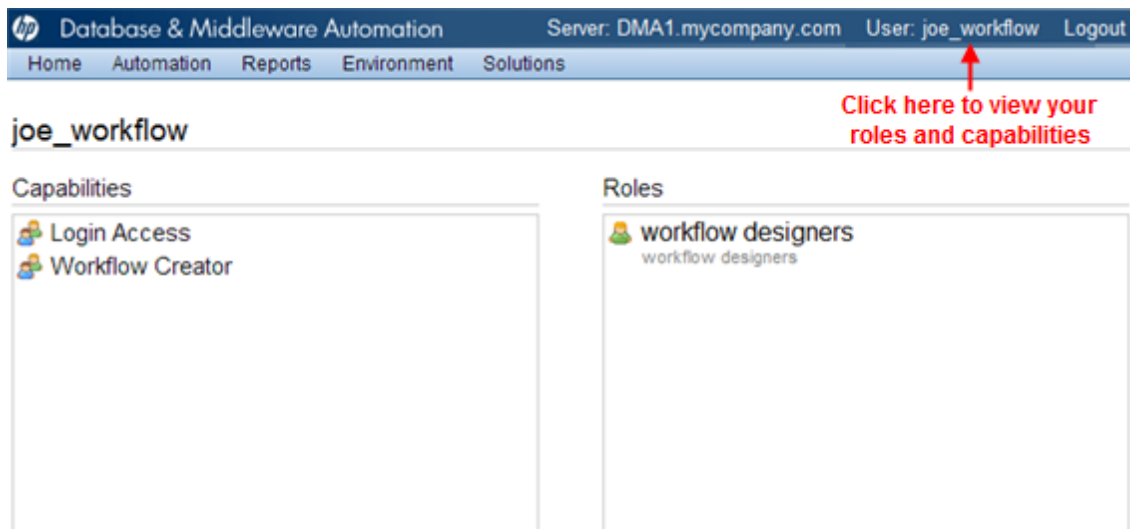 hp Database & Middleware Automation Server: DMA1.mycompany.com User: joe_workflow Logout
Home Automation Reports Environment Solutions
Click here to view your
roles and capabilities
joe_workflow
Capabilities
Login Access
Workflow Creator
Roles
workflow designers
workflow designers